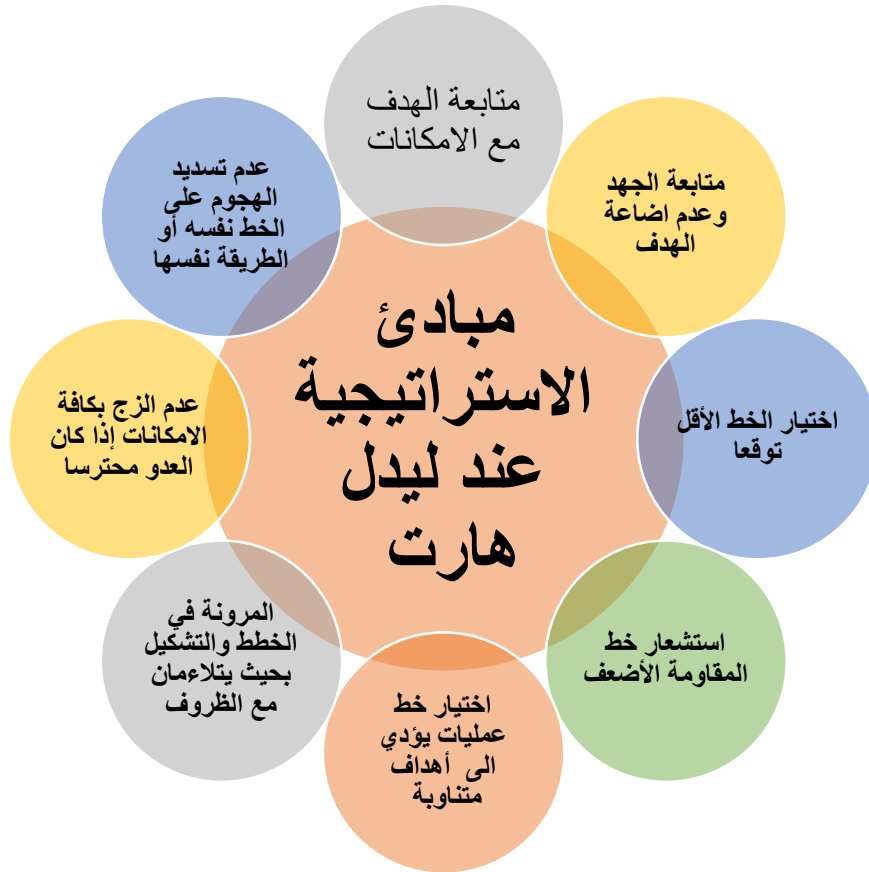 مبادئ
الاستراتيجية
عند ليدل
هارت
متابعة الهدف
مع الامكانات
متابعة الجهد
وعدم اضاعة
الهدف
اختيار الخط الأقل
توقعا
استشعار خط
المقاومة الأضعف
اختيار خط
عمليات يؤدي
الى أهداف
متناوبة
المرونة في
الخطط والتشكيل
بحيث يتلاءمان
مع الظروف
عدم الزج بكافة
الامكانات إذا كان
العدو محترسا
عدم تسديد
الهجوم على
الخط نفسه أو
الطريقة نفسها